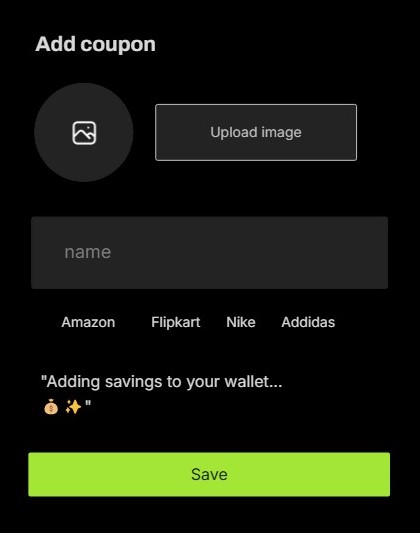 Add coupon
Upload image
name
Amazon Flipkart Nike Addidas
"Adding savings to your wallet...
💰✨"
Save